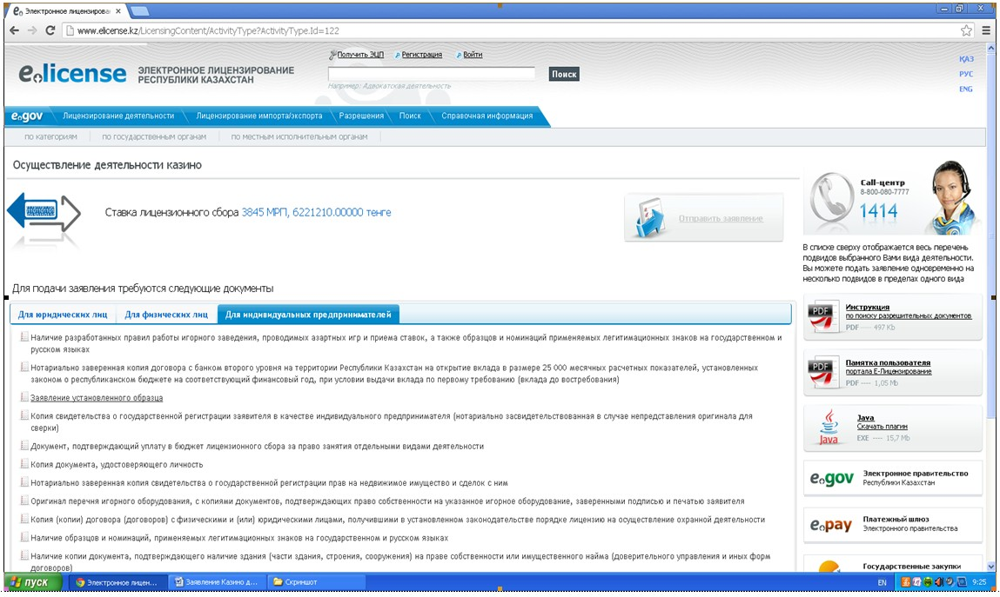 Электронное лицензирова
www.elicense.kz/LicensingContent/ActivityType?ActivityType.Id=122
e.license ЭЛЕКТРОННОЕ ЛИЦЕНЗИРОВАНИЕ
РЕСПУБЛИКИ КАЗАХСТАН
Получить ЭЦП Регистрация Войти
Поиск
Например: Адвокатская деятельность
ҚАЗ
РУС
ENG
e.gov Лицензирование деятельности Лицензирование импорта/экспорта Разрешения Поиск Справочная информация
по категориям по государственным органам по местным исполнительным органам
Осуществление деятельности казино
Ставка лицензионного сбора 3845 МРП, 6221210.00000 тенге
Отправить заявление
Call-центр
8-800-080-7777
1414
В списке сверху отображается весь перечень
подвидов выбранного Вами вида деятельности.
Вы можете подать заявление одновременно на
несколько подвидов в пределах одного вида
Для подачи заявления требуются следующие документы
Для юридических лиц Для физических лиц Для индивидуальных предпринимателей
Наличие разработанных правил работы игорного заведения, проводимых азартных игр и приема ставок, а также образцов и номинаций применяемых легитимационных знаков на государственном и
русском языках
Нотариально заверенная копия договора с банком второго уровня на территории Республики Казахстан на открытие вклада в размере 25 000 месячных расчетных показателей, установленных
законом о республиканском бюджете на соответствующий финансовый год, при условии выдачи вклада по первому требованию (вклада до востребования)
Заявление установленного образца
Копия свидетельства о государственной регистрации заявителя в качестве индивидуального предпринимателя (нотариально засвидетельствованная в случае непредставления оригинала для
сверки)
Документ, подтверждающий уплату в бюджет лицензионного сбора за право занятия отдельными видами деятельности
Копия документа, удостоверяющего личность
Нотариально заверенная копия свидетельства о государственной регистрации прав на недвижимое имущество и сделок с ним
Оригинал перечня игорного оборудования, с копиями документов, подтверждающих право собственности на указанное игорное оборудование, заверенными подписью и печатью заявителя
Копия (копии) договора (договоров) с физическими и (или) юридическими лицами, получившими в установленном законодательстве порядке лицензию на осуществление охранной деятельности
Наличие образцов и номинаций, применяемых легитимационных знаков на государственном и русском языках
Наличие копии документа, подтверждающего наличие здания (части здания, строения, сооружения) на праве собственности или имущественного найма (доверительного управления и иных форм
договоров)
PDF
Инструкция
по поиску разрешительных документов
PDF ---- 497 Kb
PDF
Памятка пользователя
портала Е-Лицензирование
PDF ---- 1,05 Mb
Java
Java
Скачать плагин
EXE ---- 15,7 Mb
e.gov Электронное правительство
Республики Казахстан
e.pay Платежный шлюз
Электронного правительства
Государственные закупки
пуск Электронное лицен... Заявление Казино д... Скриншот EN 9:25